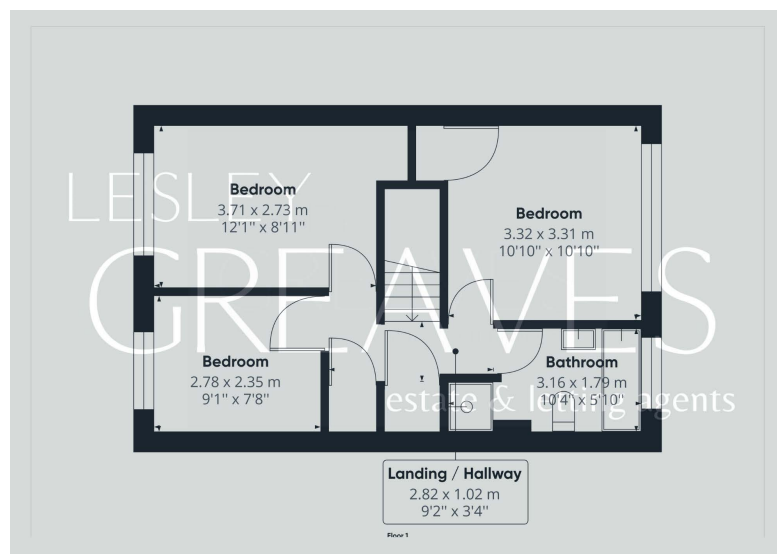 LESLEY
GREAVES
estate & letting agents
Bedroom
3.71 x 2.73 m
12'1" x 8'11"
Bedroom
3.32 x 3.31 m
10'10" x 10'10"
Bedroom
2.78 x 2.35 m
9'1" x 7'8"
Bathroom
3.16 x 1.79 m
10'4" x 5'10"
Landing / Hallway
2.82 x 1.02 m
9'2" x 3'4"
Floor 1